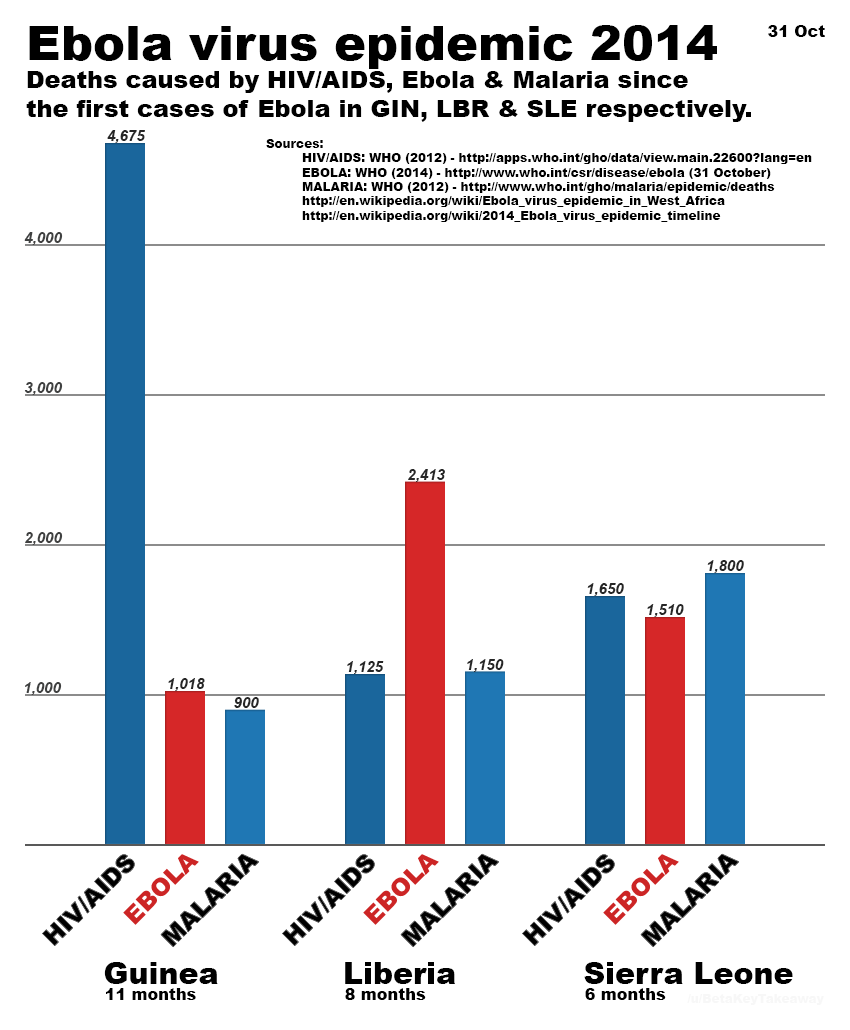 Ebola virus epidemic 2014
31 Oct
Deaths caused by HIV/AIDS, Ebola & Malaria since
the first cases of Ebola in GIN, LBR & SLE respectively.
Sources:
HIV/AIDS: WHO (2012) - http://apps.who.int/gho/data/view.main.22600?lang=en
EBOLA: WHO (2014) - http://www.who.int/csr/disease/ebola (31 October)
MALARIA: WHO (2012) - http://www.who.int/gho/malaria/epidemic/deaths
http://en.wikipedia.org/wiki/Ebola_virus_epidemic_in_West_Africa
http://en.wikipedia.org/wiki/2014_Ebola_virus_epidemic_timeline
4,000
3,000
2,000
1,000
4,675
1,018
900
1,125
2,413
1,150
1,650
1,510
1,800
HIV/AIDS
EBOLA
MALARIA
HIV/AIDS
EBOLA
MALARIA
HIV/AIDS
EBOLA
MALARIA
Guinea
11 months
Liberia
8 months
Sierra Leone
6 months
/u/BetaKeyTakeaway